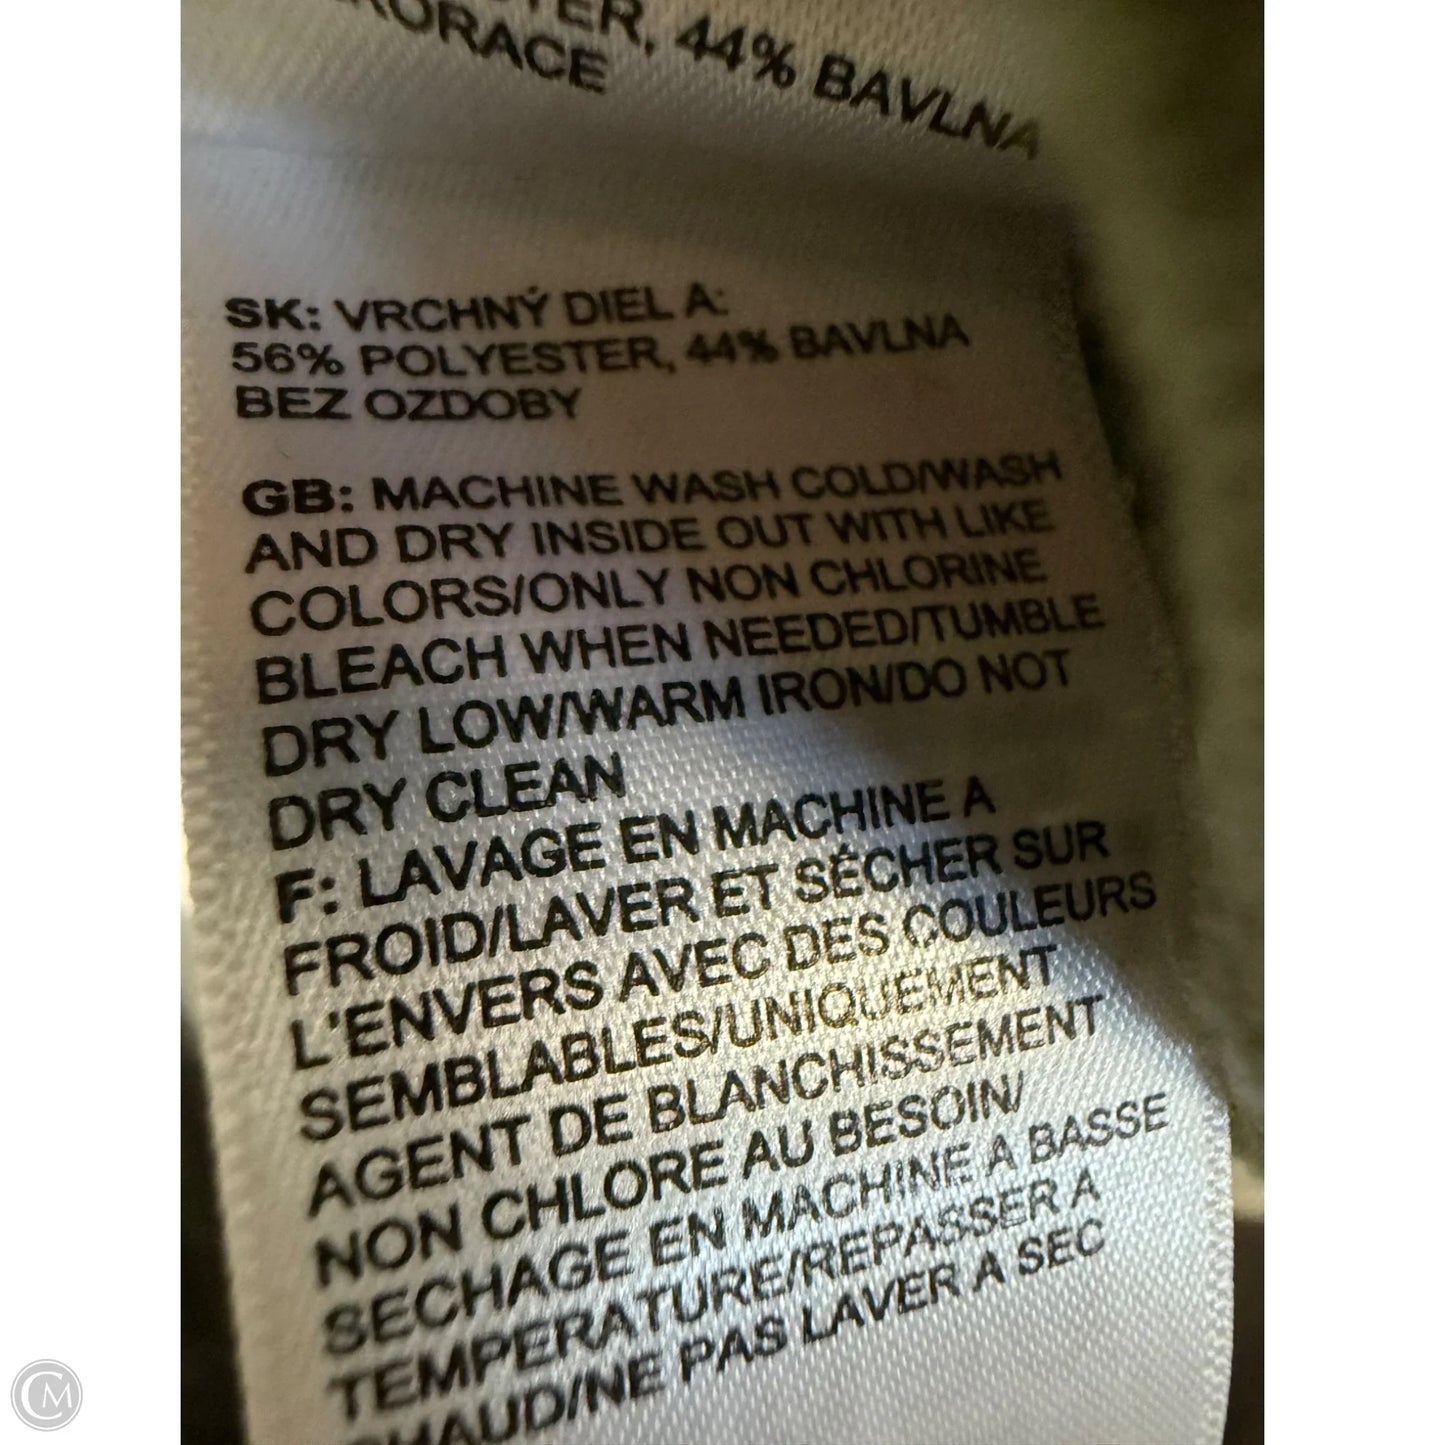 44% BAVLNA
SK: VRCHNÝ DIEL A:
56% POLYESTER, 44% BAVLNA
BEZ OZDOBY
GB: MACHINE WASH COLD/WASH
AND DRY INSIDE OUT WITH LIKE
COLORS/ONLY NON CHLORINE
BLEACH WHEN NEEDED/TUMBLE
DRY LOW/WARM IRON/DO NOT
DRY CLEAN
F: LAVAGE EN MACHINE A
FROID/LAVER ET SÉCHER SUR
L'ENVERS AVEC DES COULEURS
SEMBLABLES/UNIQUEMENT
AGENT DE BLANCHISSEMENT
NON CHLORE AU BESOIN/
SECHAGE EN MACHINE A BASSE
TEMPERATURE/REPASSER A
CHAUD/NE PAS LAVER A SEC
CM